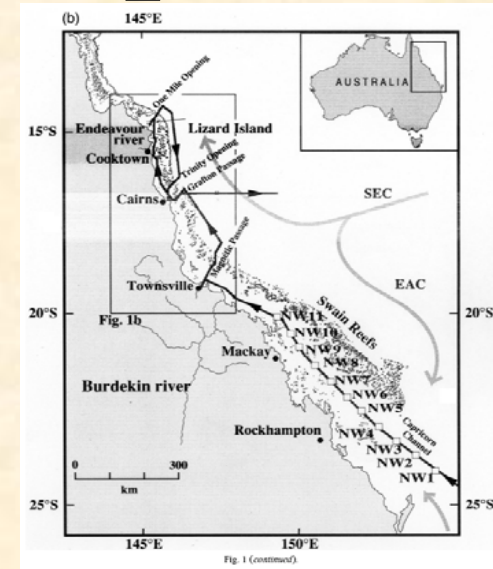 (b)
145°E
AUSTRALIA
One Mile Opening
15°S
15°S
Endeavour
river
Lizard Island
Cooktown
Trinity Opening
Grafton Passage
Cairns
SEC
Magnetic Passage
EAC
Townsville
20°S
20°S
Fig. 1b
Swain Reefs
NW11
NW10
NW9
Mackay
NW8
NW7
Burdekin river
NW6
NW5
Capricorn
Channel
Rockhampton
NW4
NW3
NW2
NW1
0
300
km
25°S
25°S
145°E
150°E
Fig. 1 (continued).